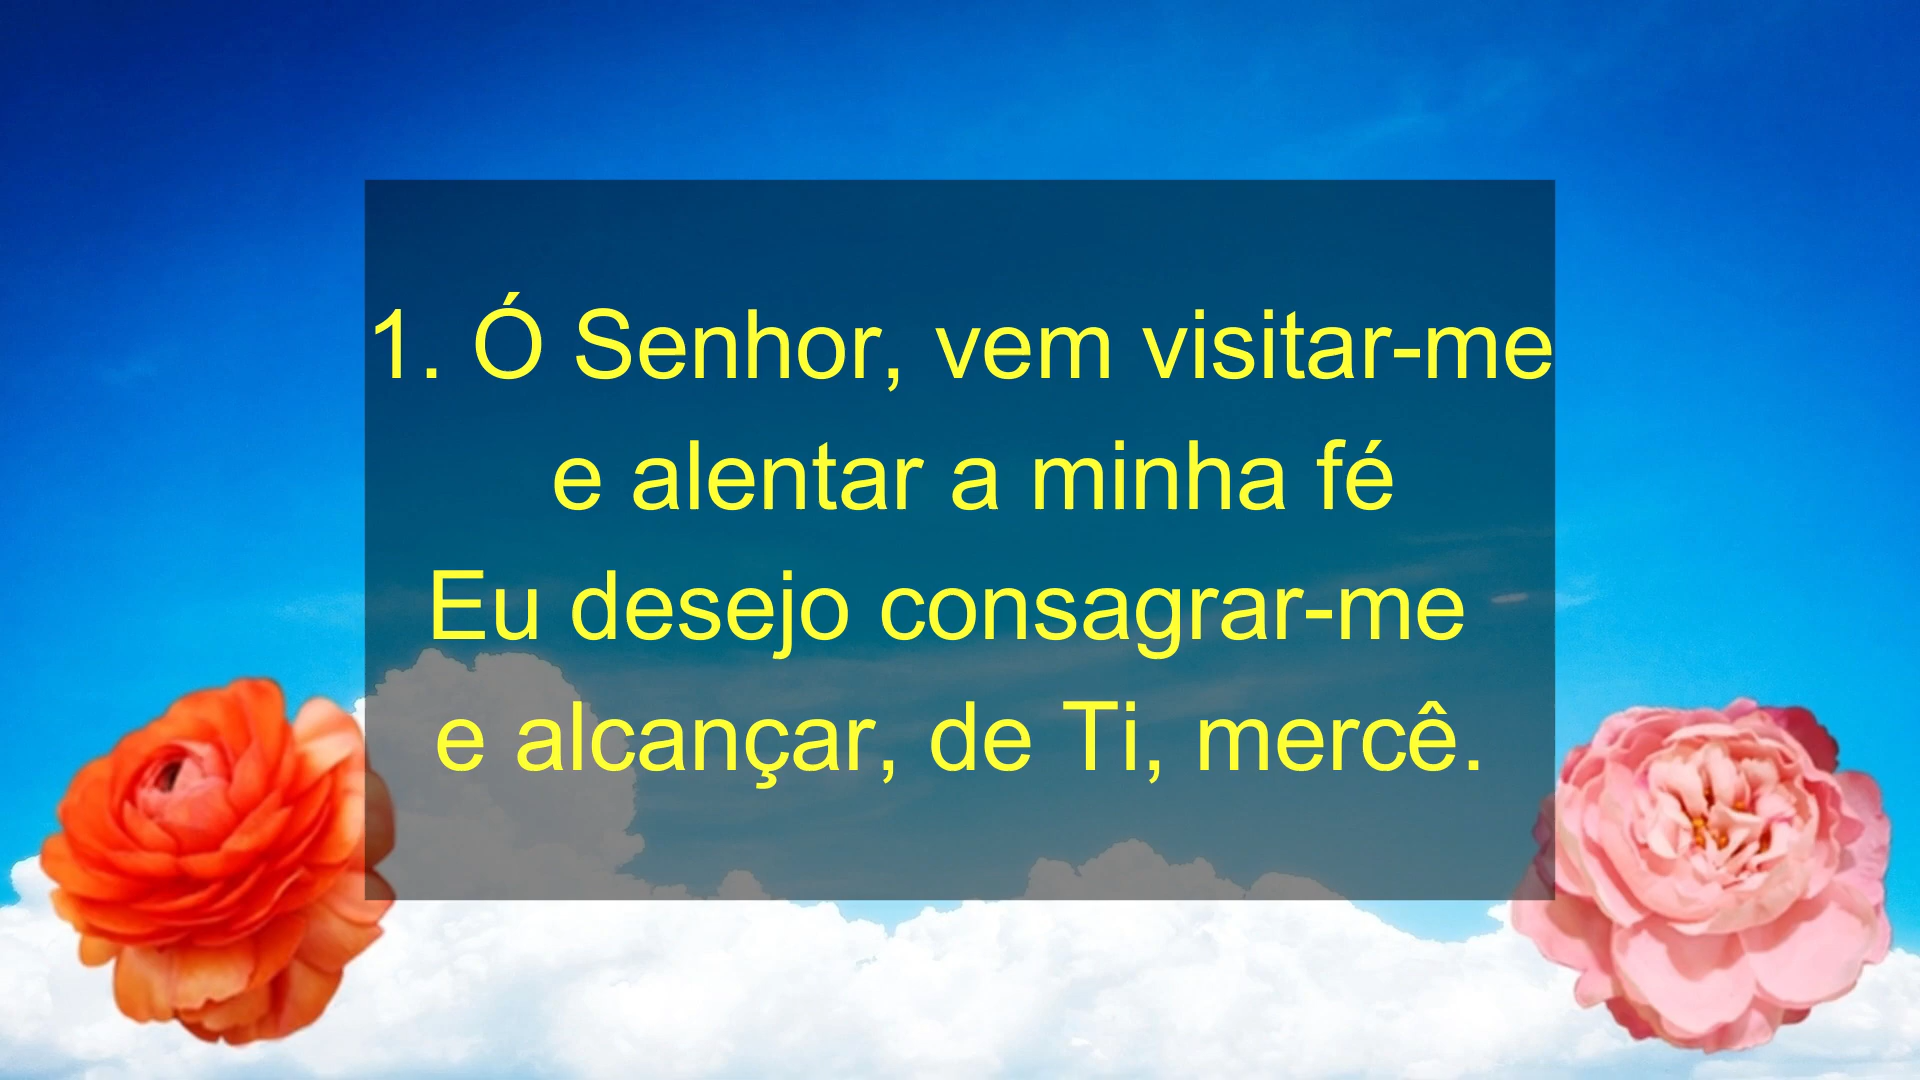 1. Ó Senhor, vem visitar-me
e alentar a minha fé
Eu desejo consagrar-me
e alcançar, de Ti, mercê.